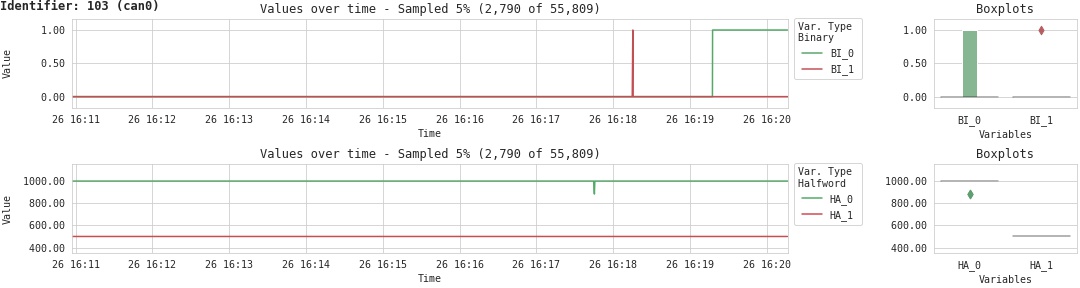 Identifier: 103 (can0)
Values over time - Sampled 5% (2,790 of 55,809)
Boxplots
Value
1.00
0.50
0.00
26 16:11 26 16:12 26 16:13 26 16:14 26 16:15 26 16:16 26 16:17 26 16:18 26 16:19 26 16:20
Time
Var. Type
Binary
BI_0
BI_1
1.00
0.50
0.00
BI_0 BI_1
Variables
Values over time - Sampled 5% (2,790 of 55,809)
Boxplots
Value
1000.00
800.00
600.00
400.00
26 16:11 26 16:12 26 16:13 26 16:14 26 16:15 26 16:16 26 16:17 26 16:18 26 16:19 26 16:20
Time
Var. Type
Halfword
HA_0
HA_1
1000.00
800.00
600.00
400.00
HA_0 HA_1
Variables